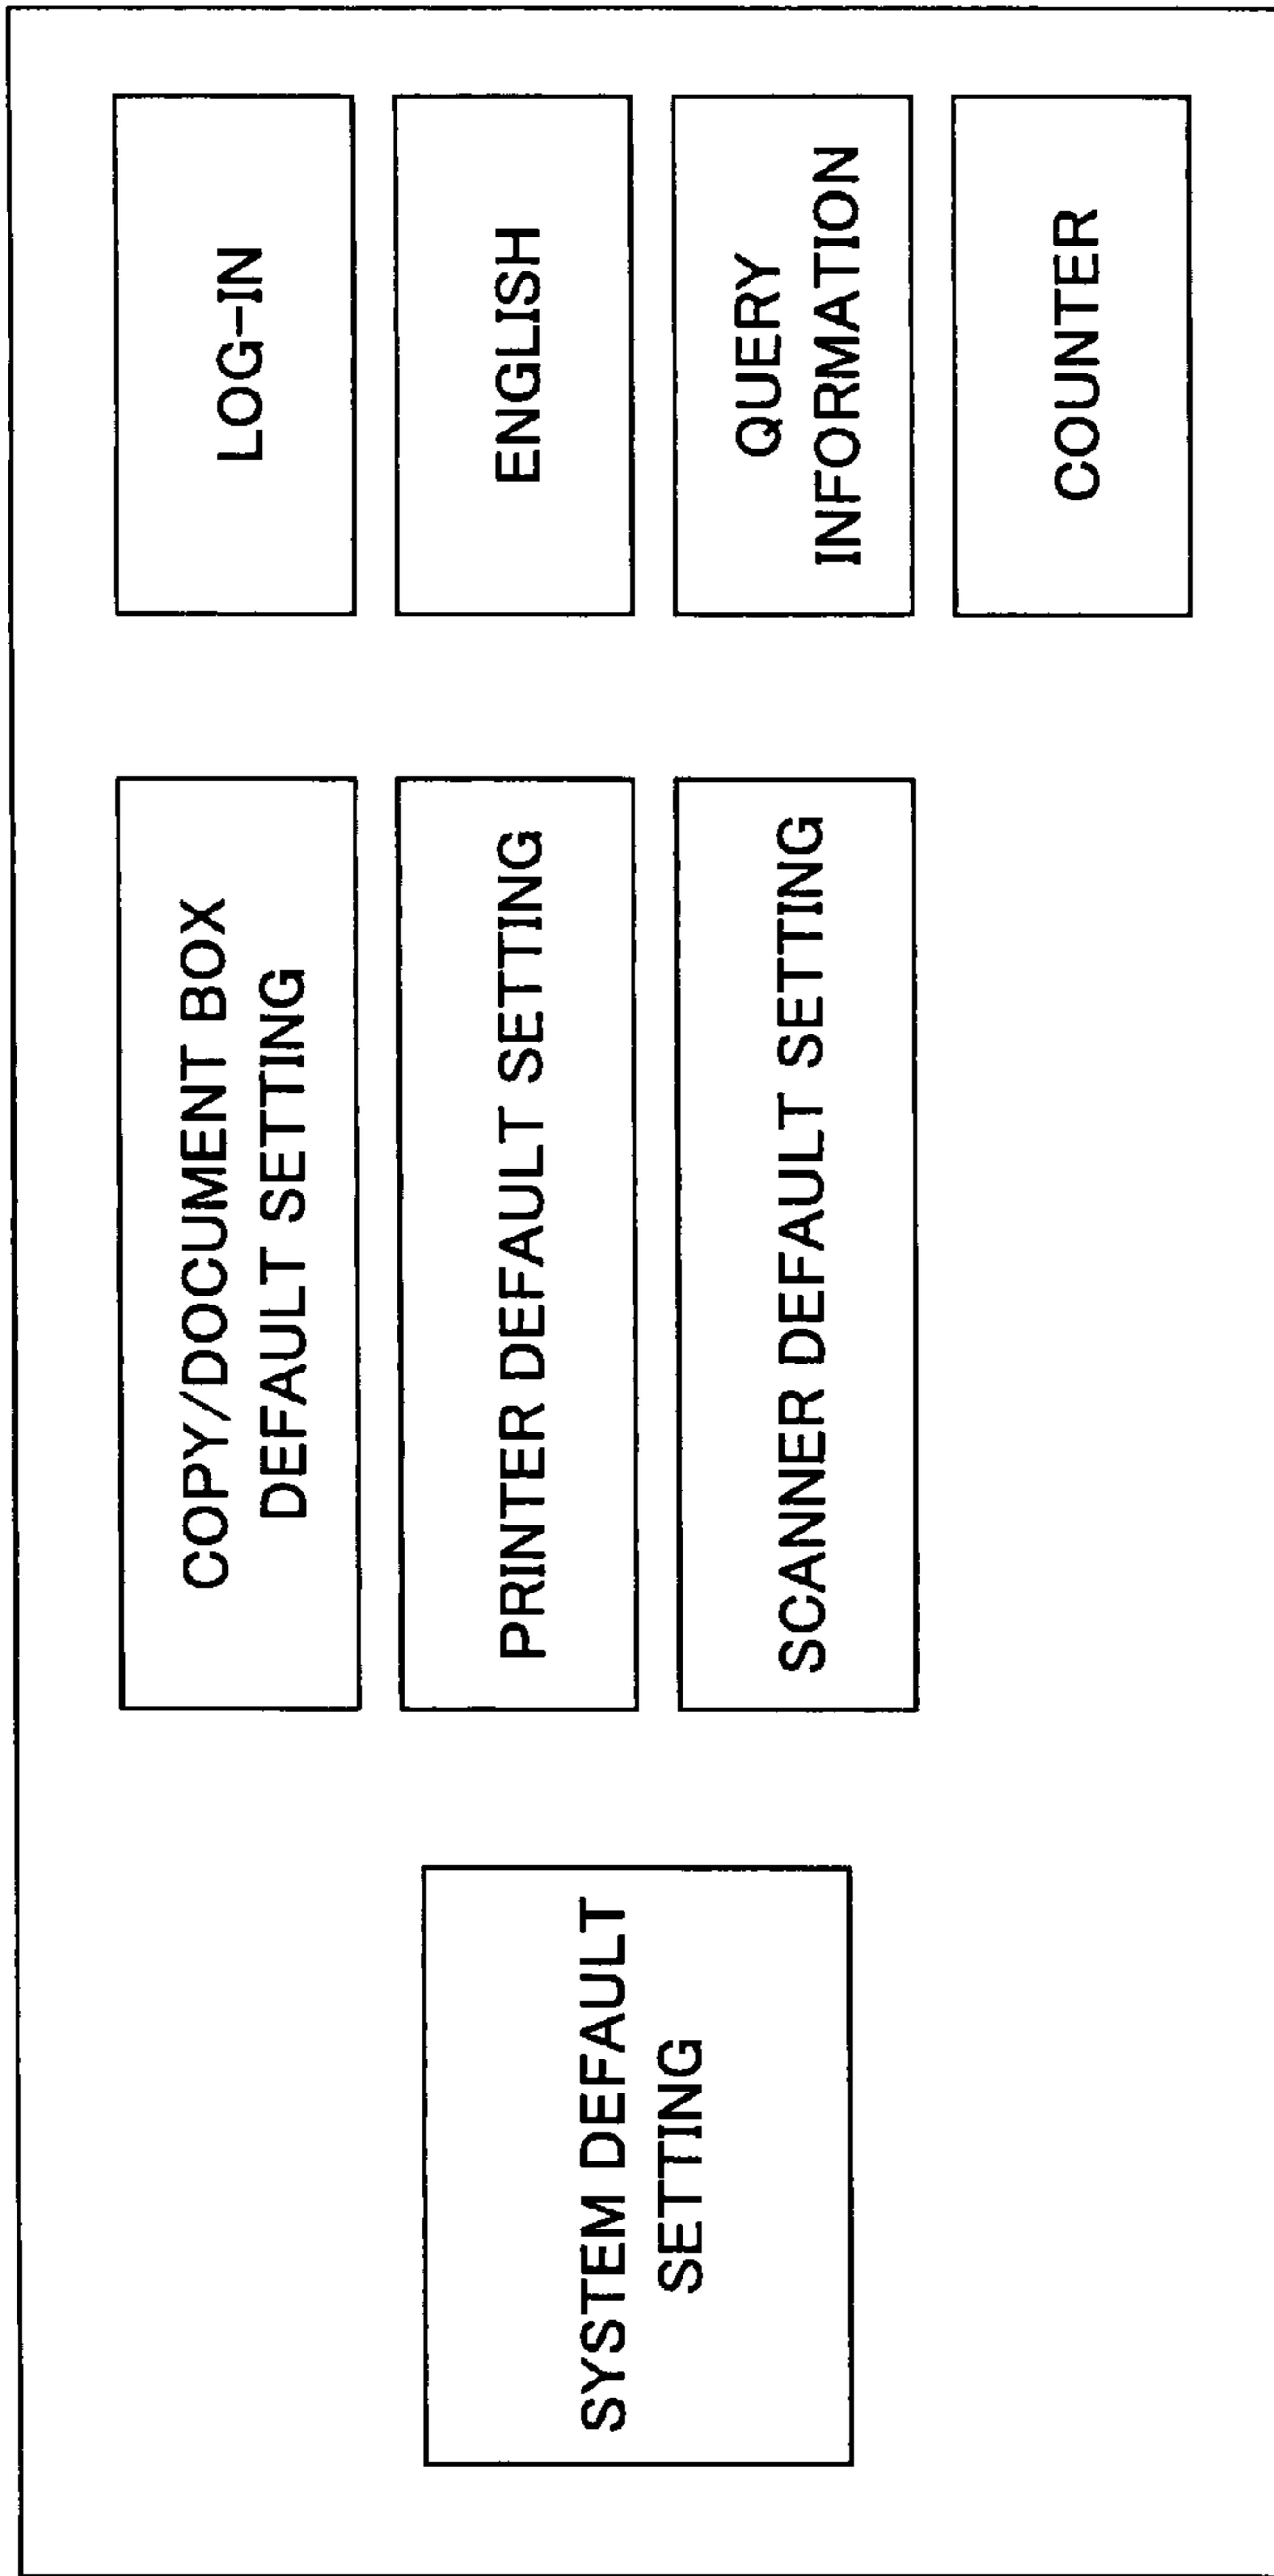 SYSTEM DEFAULT
SETTING
COPY/DOCUMENT BOX
DEFAULT SETTING
PRINTER DEFAULT SETTING
SCANNER DEFAULT SETTING
LOG-IN
ENGLISH
QUERY
INFORMATION
COUNTER